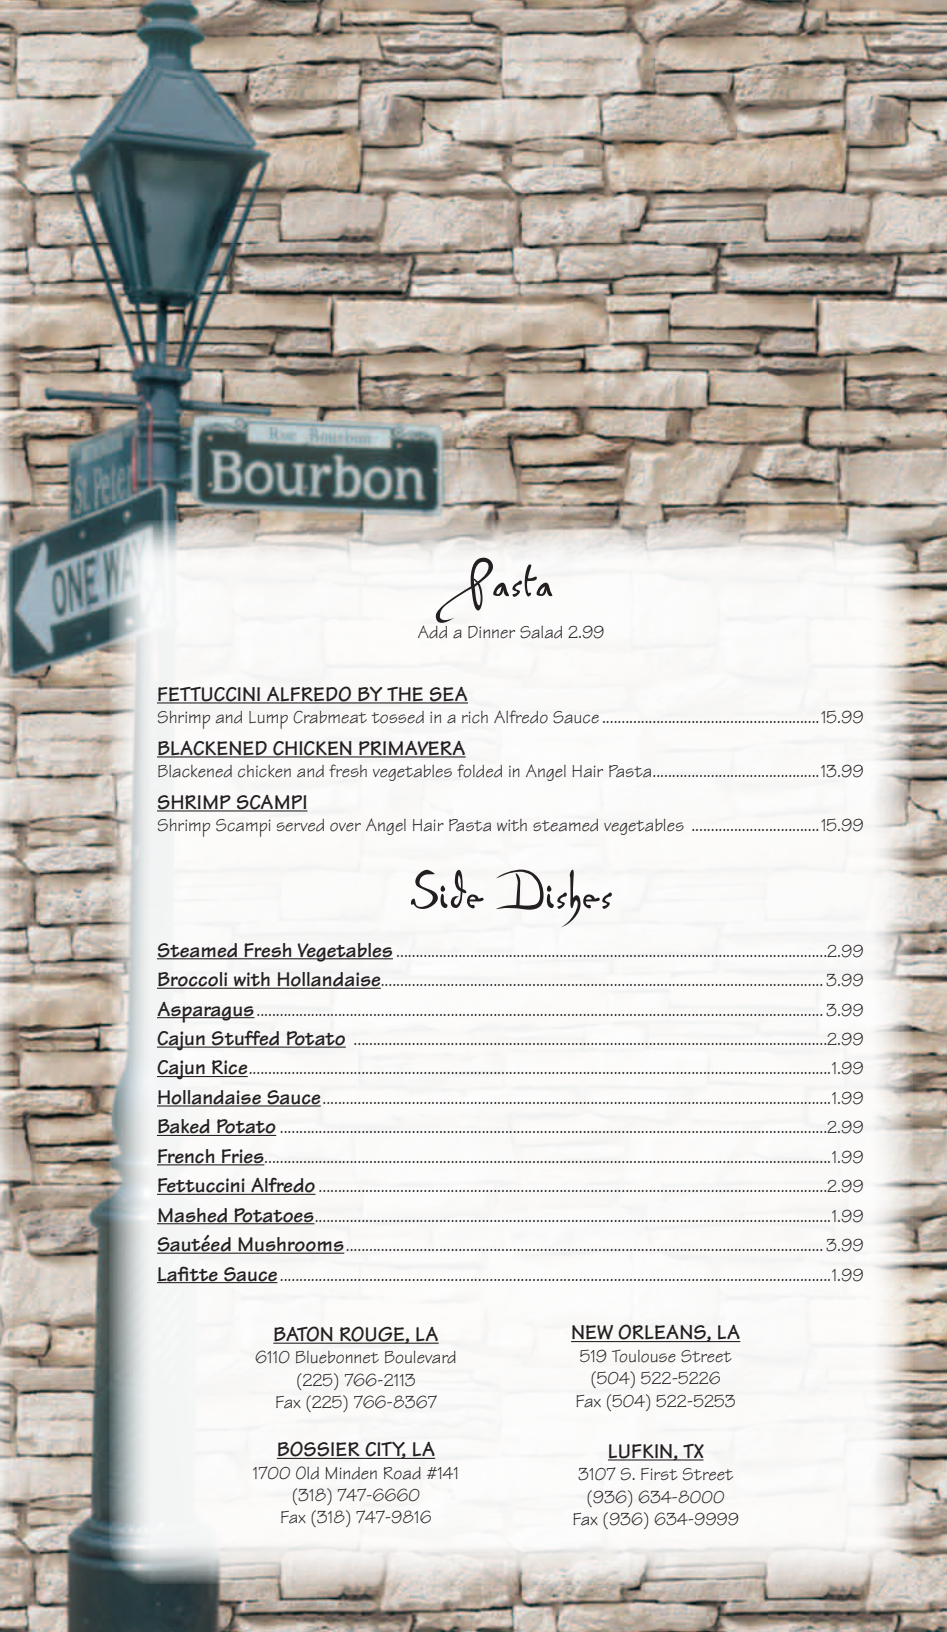 Rue Bourbon
Bourbon
St. Peter
ONE WAY
Pasta
Add a Dinner Salad 2.99
FETTUCCINI ALFREDO BY THE SEA
Shrimp and Lump Crabmeat tossed in a rich Alfredo Sauce 15.99
BLACKENED CHICKEN PRIMAVERA
Blackened chicken and fresh vegetables folded in Angel Hair Pasta 13.99
SHRIMP SCAMPI
Shrimp Scampi served over Angel Hair Pasta with steamed vegetables 15.99
Side Dishes
Steamed Fresh Vegetables 2.99
Broccoli with Hollandaise 3.99
Asparagus 3.99
Cajun Stuffed Potato 2.99
Cajun Rice 1.99
Hollandaise Sauce 1.99
Baked Potato 2.99
French Fries 1.99
Fettuccini Alfredo 2.99
Mashed Potatoes 1.99
Sautéed Mushrooms 3.99
Lafitte Sauce 1.99
BATON ROUGE, LA
6110 Bluebonnet Boulevard
(225) 766-2113
Fax (225) 766-8367
NEW ORLEANS, LA
519 Toulouse Street
(504) 522-5226
Fax (504) 522-5253
BOSSIER CITY, LA
1700 Old Minden Road #141
(318) 747-6660
Fax (318) 747-9816
LUFKIN, TX
3107 S. First Street
(936) 634-8000
Fax (936) 634-9999